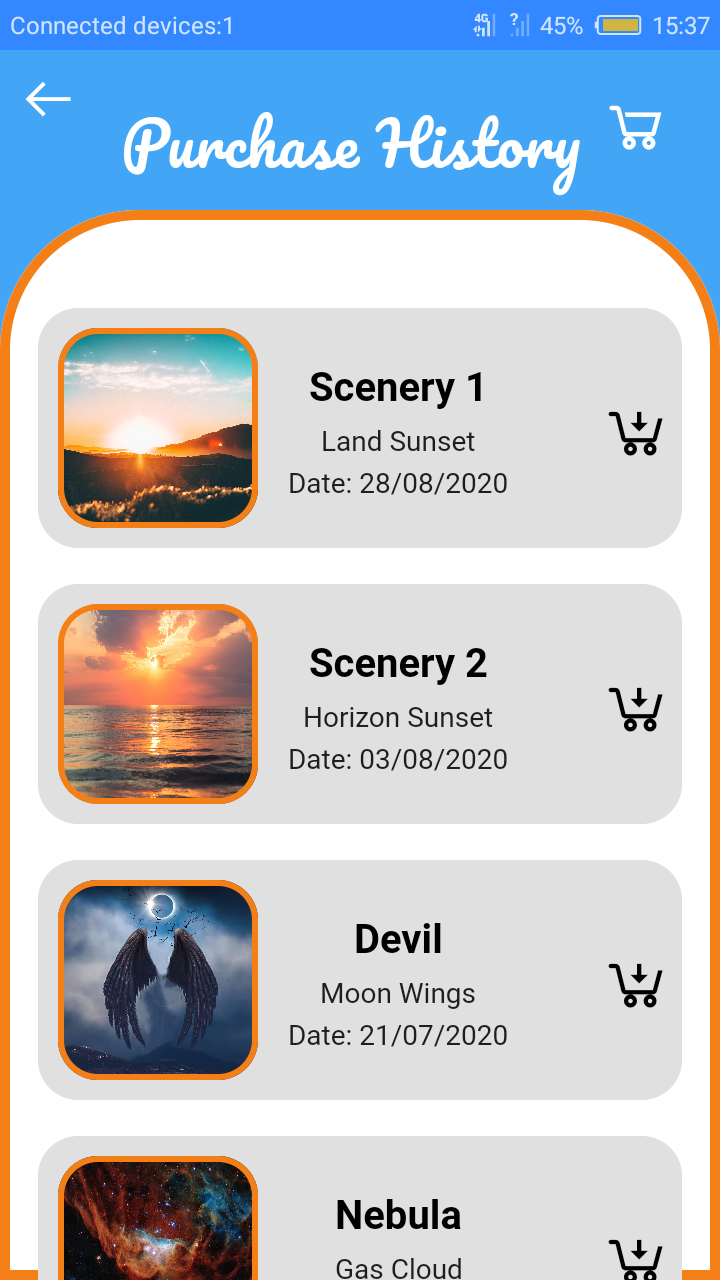 Connected devices:1 4G ? 45% 15:37
Purchase History
Scenery 1
Land Sunset
Date: 28/08/2020
Scenery 2
Horizon Sunset
Date: 03/08/2020
Devil
Moon Wings
Date: 21/07/2020
Nebula
Gas Cloud